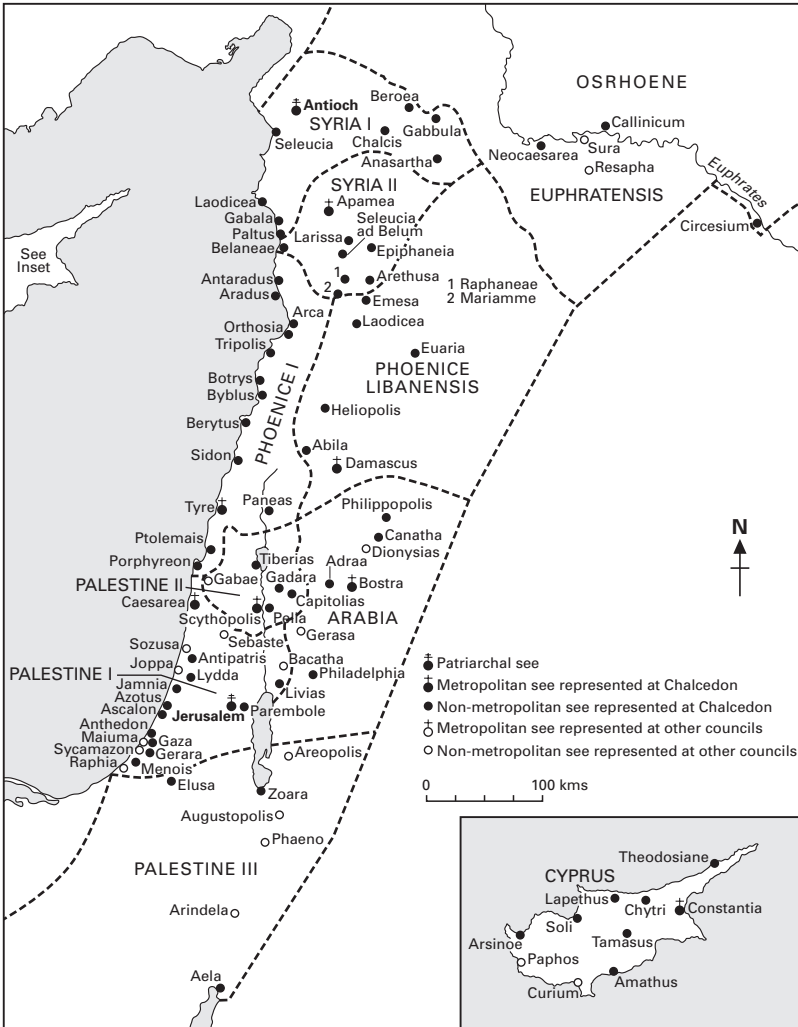 OSRHOENE
Antioch
Beroea
SYRIA I
Gabbula
Callinicum
Seleucia
Chalcis
Neocaesarea
Sura
Anasartha
Resapha
Euphrates
SYRIA II
EUPHRATENSIS
Laodicea
Apamea
Gabala
Seleucia
ad Belum
Circesium
Paltus
Larissa
Belaneae
Epiphaneia
See
Inset
Antaradus
1
Arethusa
1 Raphaneae
Aradus
2
2 Mariamme
Emesa
Arca
Orthosia
Laodicea
Tripolis
Euaria
PHOENICE
LIBANENSIS
Botrys
Byblus
PHOENICE I
Heliopolis
Berytus
Sidon
Abila
Damascus
Tyre
Paneas
Philippopolis
Ptolemais
Canatha
Dionysias
Porphyreon
Tiberias
Adraa
Gabae
Gadara
Bostra
PALESTINE II
Caesarea
Capitolias
Scythopolis
Pella
ARABIA
Gerasa
Sebaste
Sozusa
Antipatris
Bacatha
Joppa
Lydda
Philadelphia
PALESTINE I
Jamnia
Livias
Azotus
Ascalon
Jerusalem
Parembole
Anthedon
Maiuma
Gaza
Sycamazon
Gerara
Areopolis
Raphia
Menois
Elusa
Zoara
Augustopolis
Phaeno
PALESTINE III
Arindela
Aela
N
Patriarchal see
Metropolitan see represented at Chalcedon
Non-metropolitan see represented at Chalcedon
Metropolitan see represented at other councils
Non-metropolitan see represented at other councils
0 100 kms
CYPRUS
Theodosiane
Lapethus
Chytri
Constantia
Soli
Arsinoe
Tamasus
Paphos
Amathus
Curium